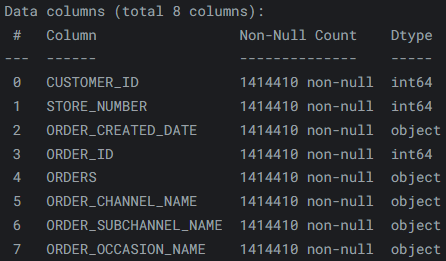 Data columns (total 8 columns):
 #   Column                 Non-Null Count    Dtype
---  ------                 --------------    -----
 0   CUSTOMER_ID            1414410 non-null  int64
 1   STORE_NUMBER           1414410 non-null  int64
 2   ORDER_CREATED_DATE     1414410 non-null  object
 3   ORDER_ID               1414410 non-null  int64
 4   ORDERS                 1414410 non-null  object
 5   ORDER_CHANNEL_NAME     1414410 non-null  object
 6   ORDER_SUBCHANNEL_NAME  1414410 non-null  object
 7   ORDER_OCCASION_NAME    1414410 non-null  object